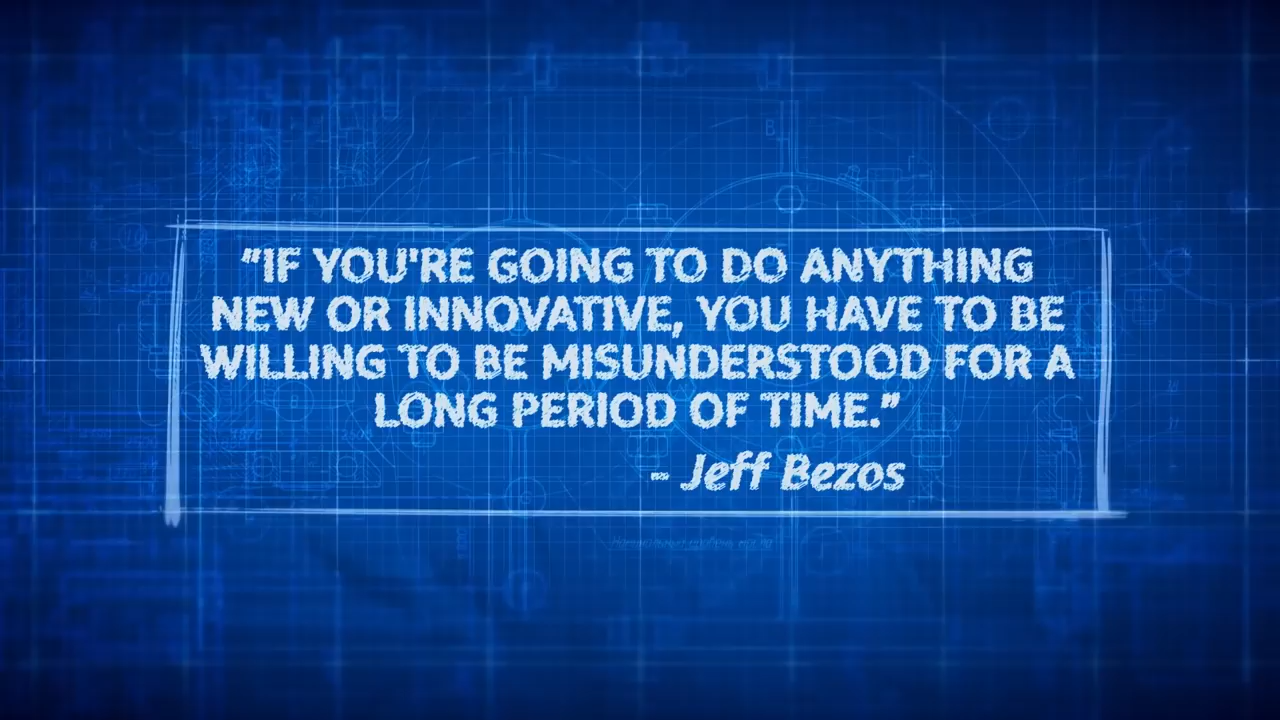 "IF YOU'RE GOING TO DO ANYTHING
NEW OR INNOVATIVE, YOU HAVE TO BE
WILLING TO BE MISUNDERSTOOD FOR A
LONG PERIOD OF TIME."
- Jeff Bezos
B